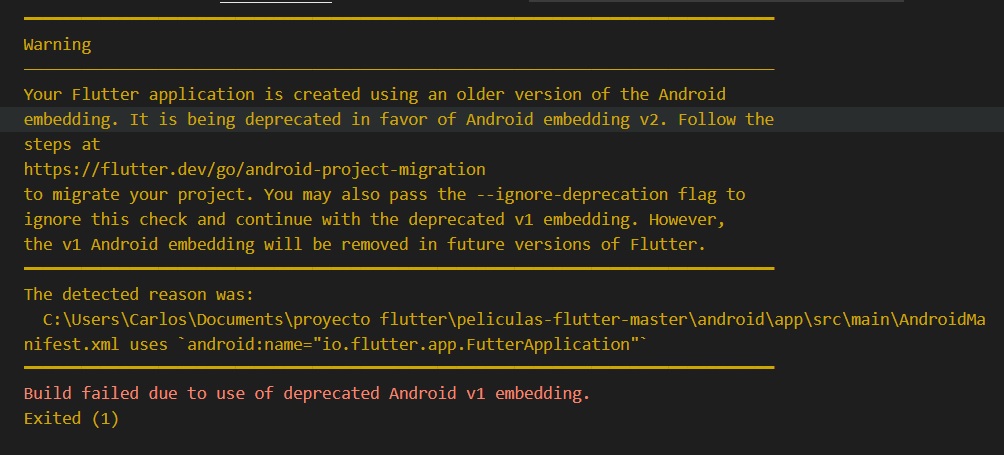 Warning
Your Flutter application is created using an older version of the Android
embedding. It is being deprecated in favor of Android embedding v2. Follow the
steps at
https://flutter.dev/go/android-project-migration
to migrate your project. You may also pass the --ignore-deprecation flag to
ignore this check and continue with the deprecated v1 embedding. However,
the v1 Android embedding will be removed in future versions of Flutter.
The detected reason was:
C:\Users\Carlos\Documents\proyecto flutter\peliculas-flutter-master\android\app\src\main\AndroidMa
nifest.xml uses `android:name="io.flutter.app.FutterApplication"`
Build failed due to use of deprecated Android v1 embedding.
Exited (1)